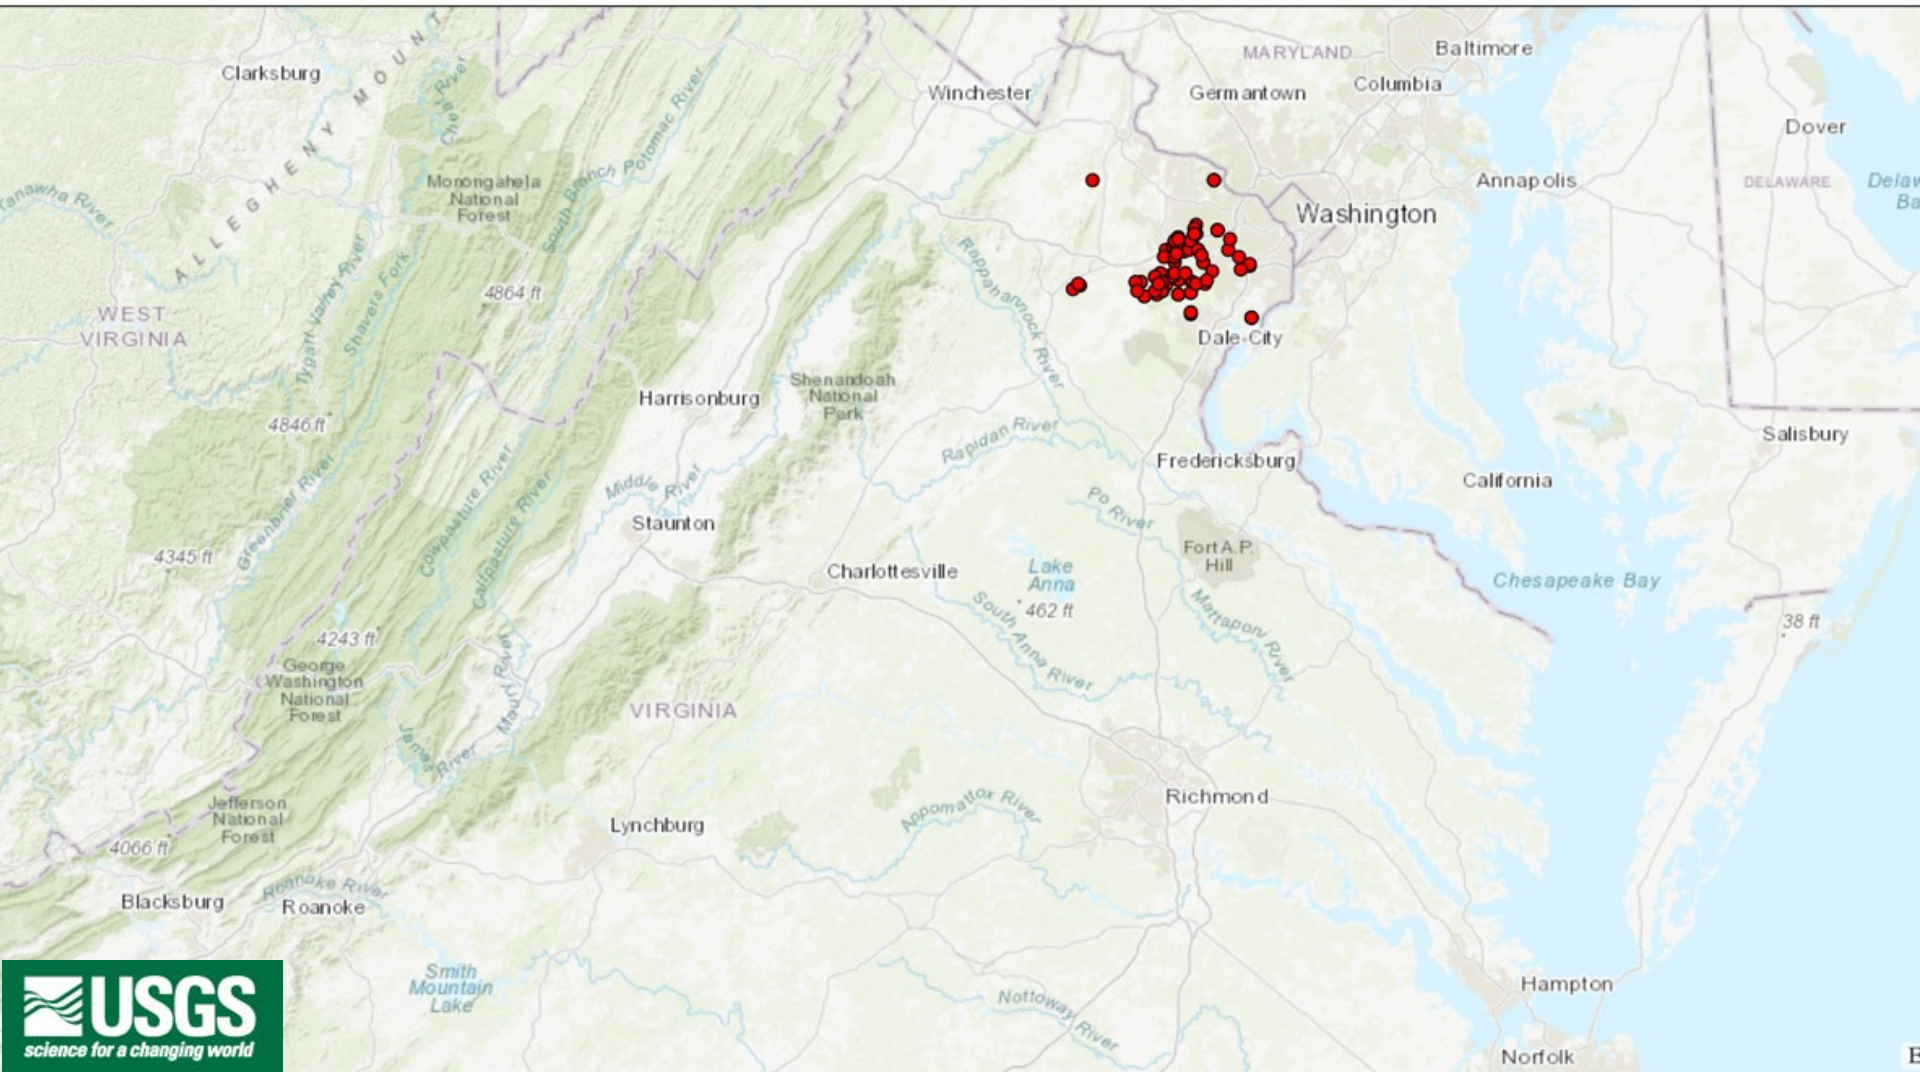 Clarksburg
ALLEGHENY MOUNT
Cheat River
South Branch Potomac River
Winchester
MARYLAND
Baltimore
Columbia
Germantown
Dover
Monongahela
National
Forest
Annapolis
DELAWARE
Delaw
Ba
Washington
Rappahannock River
Tygart Valley River
Shavers Fork
4864 ft
WEST
VIRGINIA
Dale City
Shenandoah
National
Park
Harrisonburg
4846 ft
Rapidan River
Salisbury
Fredericksburg
California
Greenbrier River
Cowpasture River
Calfpasture River
Middle River
Po River
Staunton
4345 ft
Fort A.P.
Hill
Charlottesville
Lake
Anna
462 ft
Chesapeake Bay
South Anna River
Mattaponi River
38 ft
4243 ft
George
Washington
National
Forest
Maury River
VIRGINIA
James River
Richmond
Jefferson
National
Forest
Appomattox River
Lynchburg
4066 ft
Roanoke River
Blacksburg
Roanoke
Smith
Mountain
Lake
Nottoway River
Hampton
Norfolk
E
USGS
science for a changing world